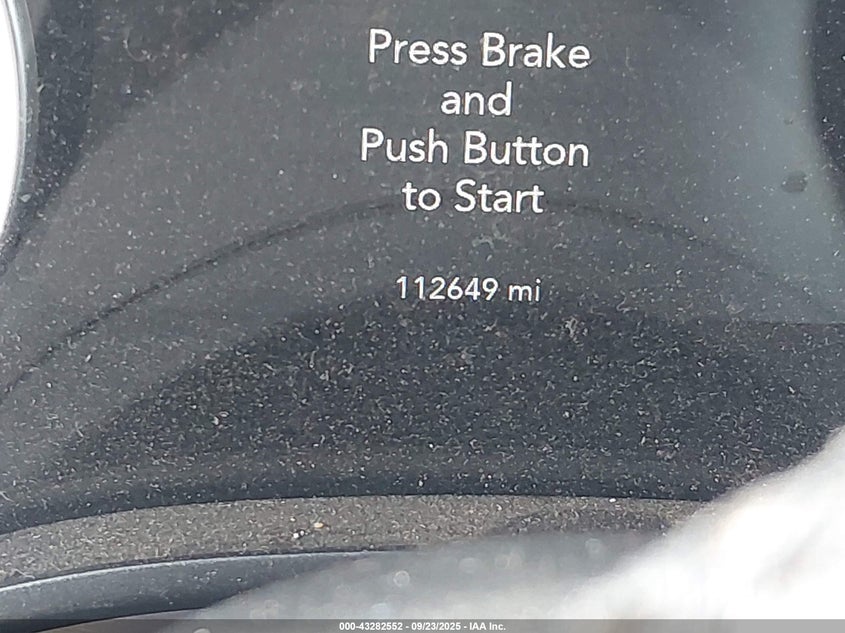 Press Brake
and
Push Button
to Start
112649 mi
000-43282552 - 09/23/2025 - IAA Inc.